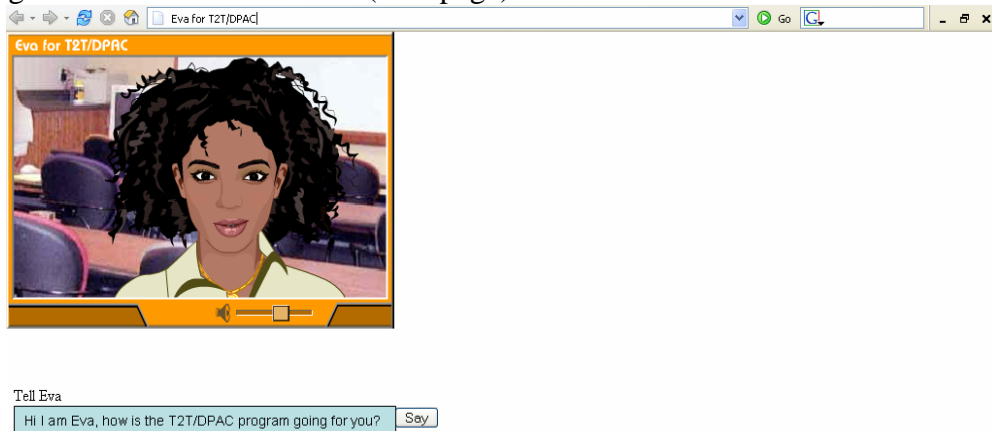 Eva for T2T/DPAC
Go
G
Eva for T2T/DPAC
Tell Eva
Hi I am Eva, how is the T2T/DPAC program going for you?
Say